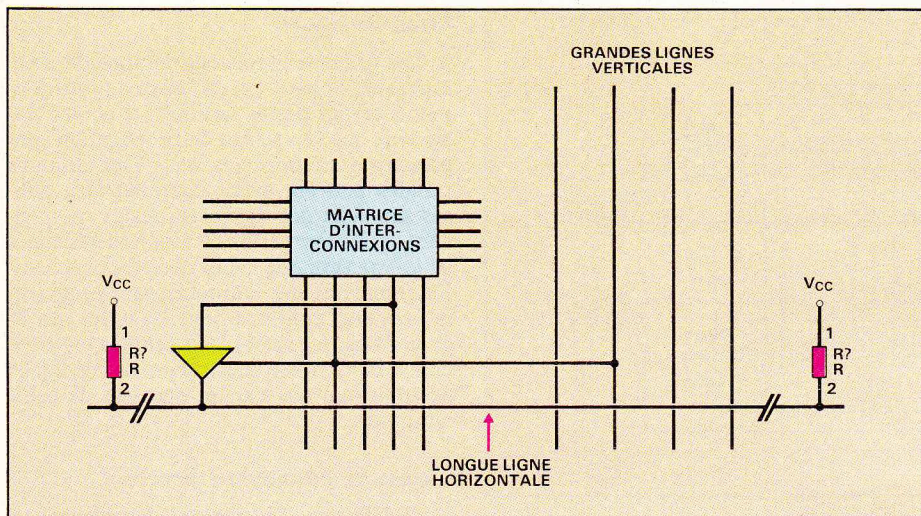 GRANDES LIGNES
VERTICALES
MATRICE
D'INTER-
CONNEXIONS
VCC
1
R?
R
2
VCC
1
R?
R
2
LONGUE LIGNE
HORIZONTALE